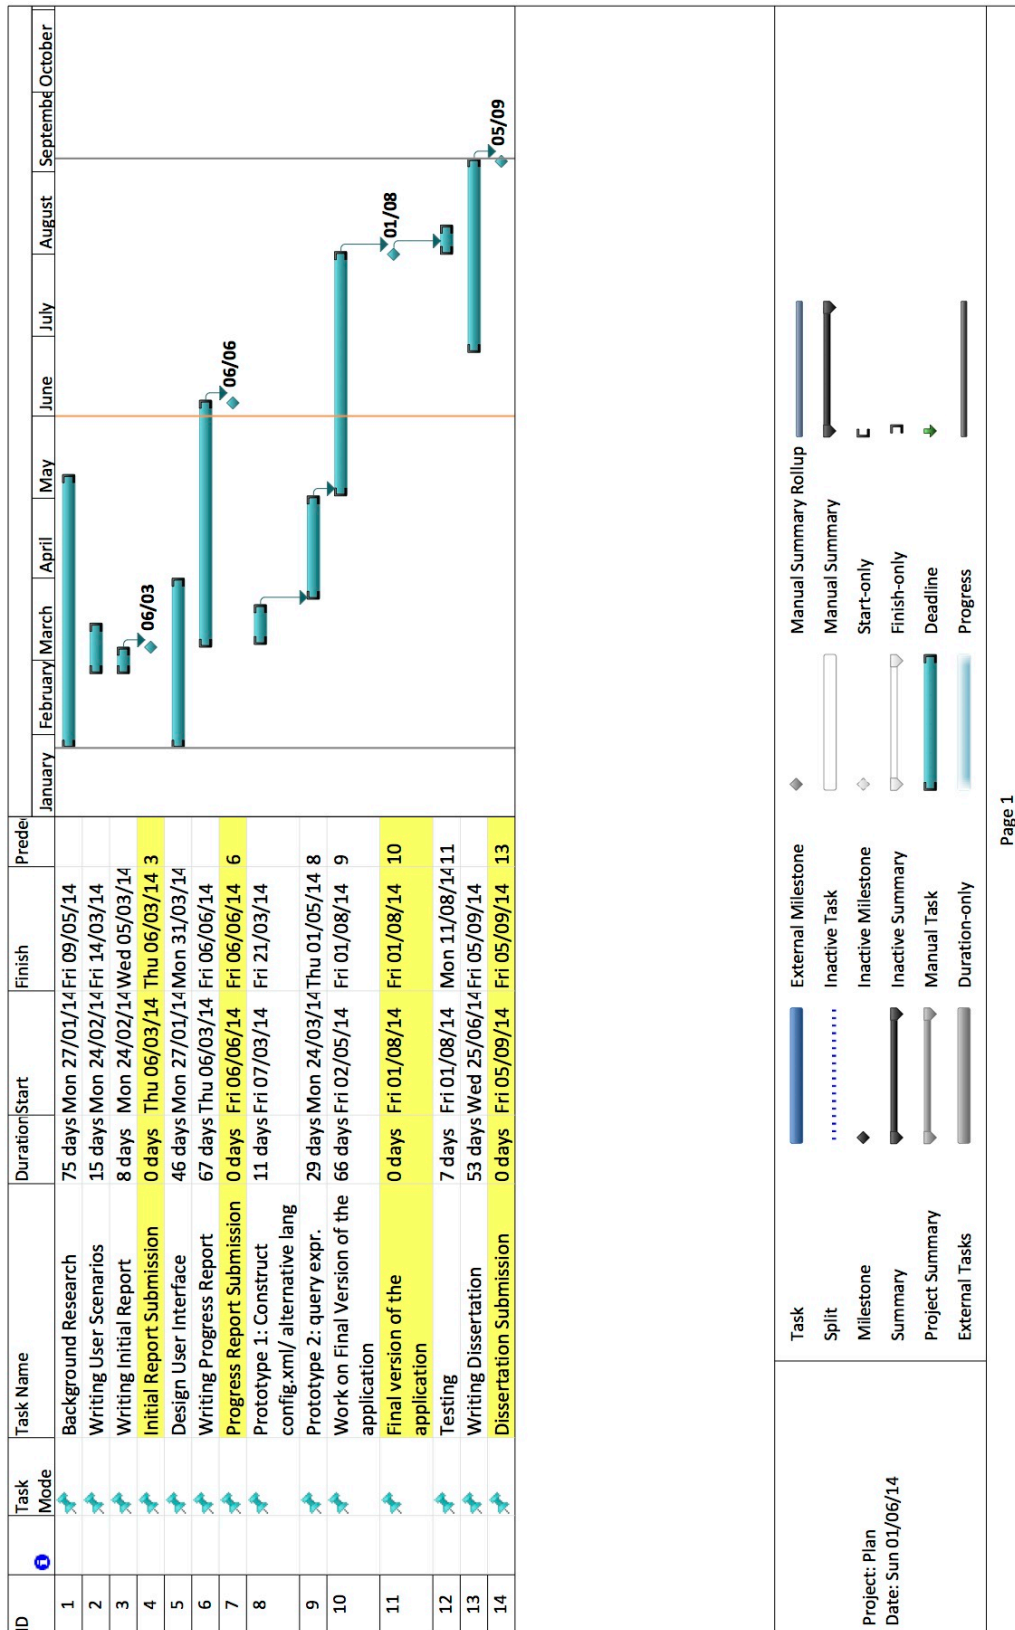 ID Task Mode Task Name Duration Start Finish Prede
January February March April May June July August Septembe October
1 Background Research 75 days Mon 27/01/14 Fri 09/05/14
2 Writing User Scenarios 15 days Mon 24/02/14 Fri 14/03/14
3 Writing Initial Report 8 days Mon 24/02/14 Wed 05/03/14
4 Initial Report Submission 0 days Thu 06/03/14 Thu 06/03/14 3 06/03
5 Design User Interface 46 days Mon 27/01/14 Mon 31/03/14
6 Writing Progress Report 67 days Thu 06/03/14 Fri 06/06/14
7 Progress Report Submission 0 days Fri 06/06/14 Fri 06/06/14 6 06/06
8 Prototype 1: Construct 11 days Fri 07/03/14 Fri 21/03/14
config.xml/ alternative lang
9 Prototype 2: query expr. 29 days Mon 24/03/14 Thu 01/05/14 8
10 Work on Final Version of the 66 days Fri 02/05/14 Fri 01/08/14 9
application
11 Final version of the 0 days Fri 01/08/14 Fri 01/08/14 10 01/08
application
12 Testing 7 days Fri 01/08/14 Mon 11/08/14 11
13 Writing Dissertation 53 days Wed 25/06/14 Fri 05/09/14
14 Dissertation Submission 0 days Fri 05/09/14 Fri 05/09/14 13 05/09
Project: Plan
Date: Sun 01/06/14
Task External Milestone Manual Summary Rollup
Split Inactive Task Manual Summary
Milestone Inactive Milestone Start-only
Summary Inactive Summary Finish-only
Project Summary Manual Task Deadline
External Tasks Duration-only Progress
Page 1